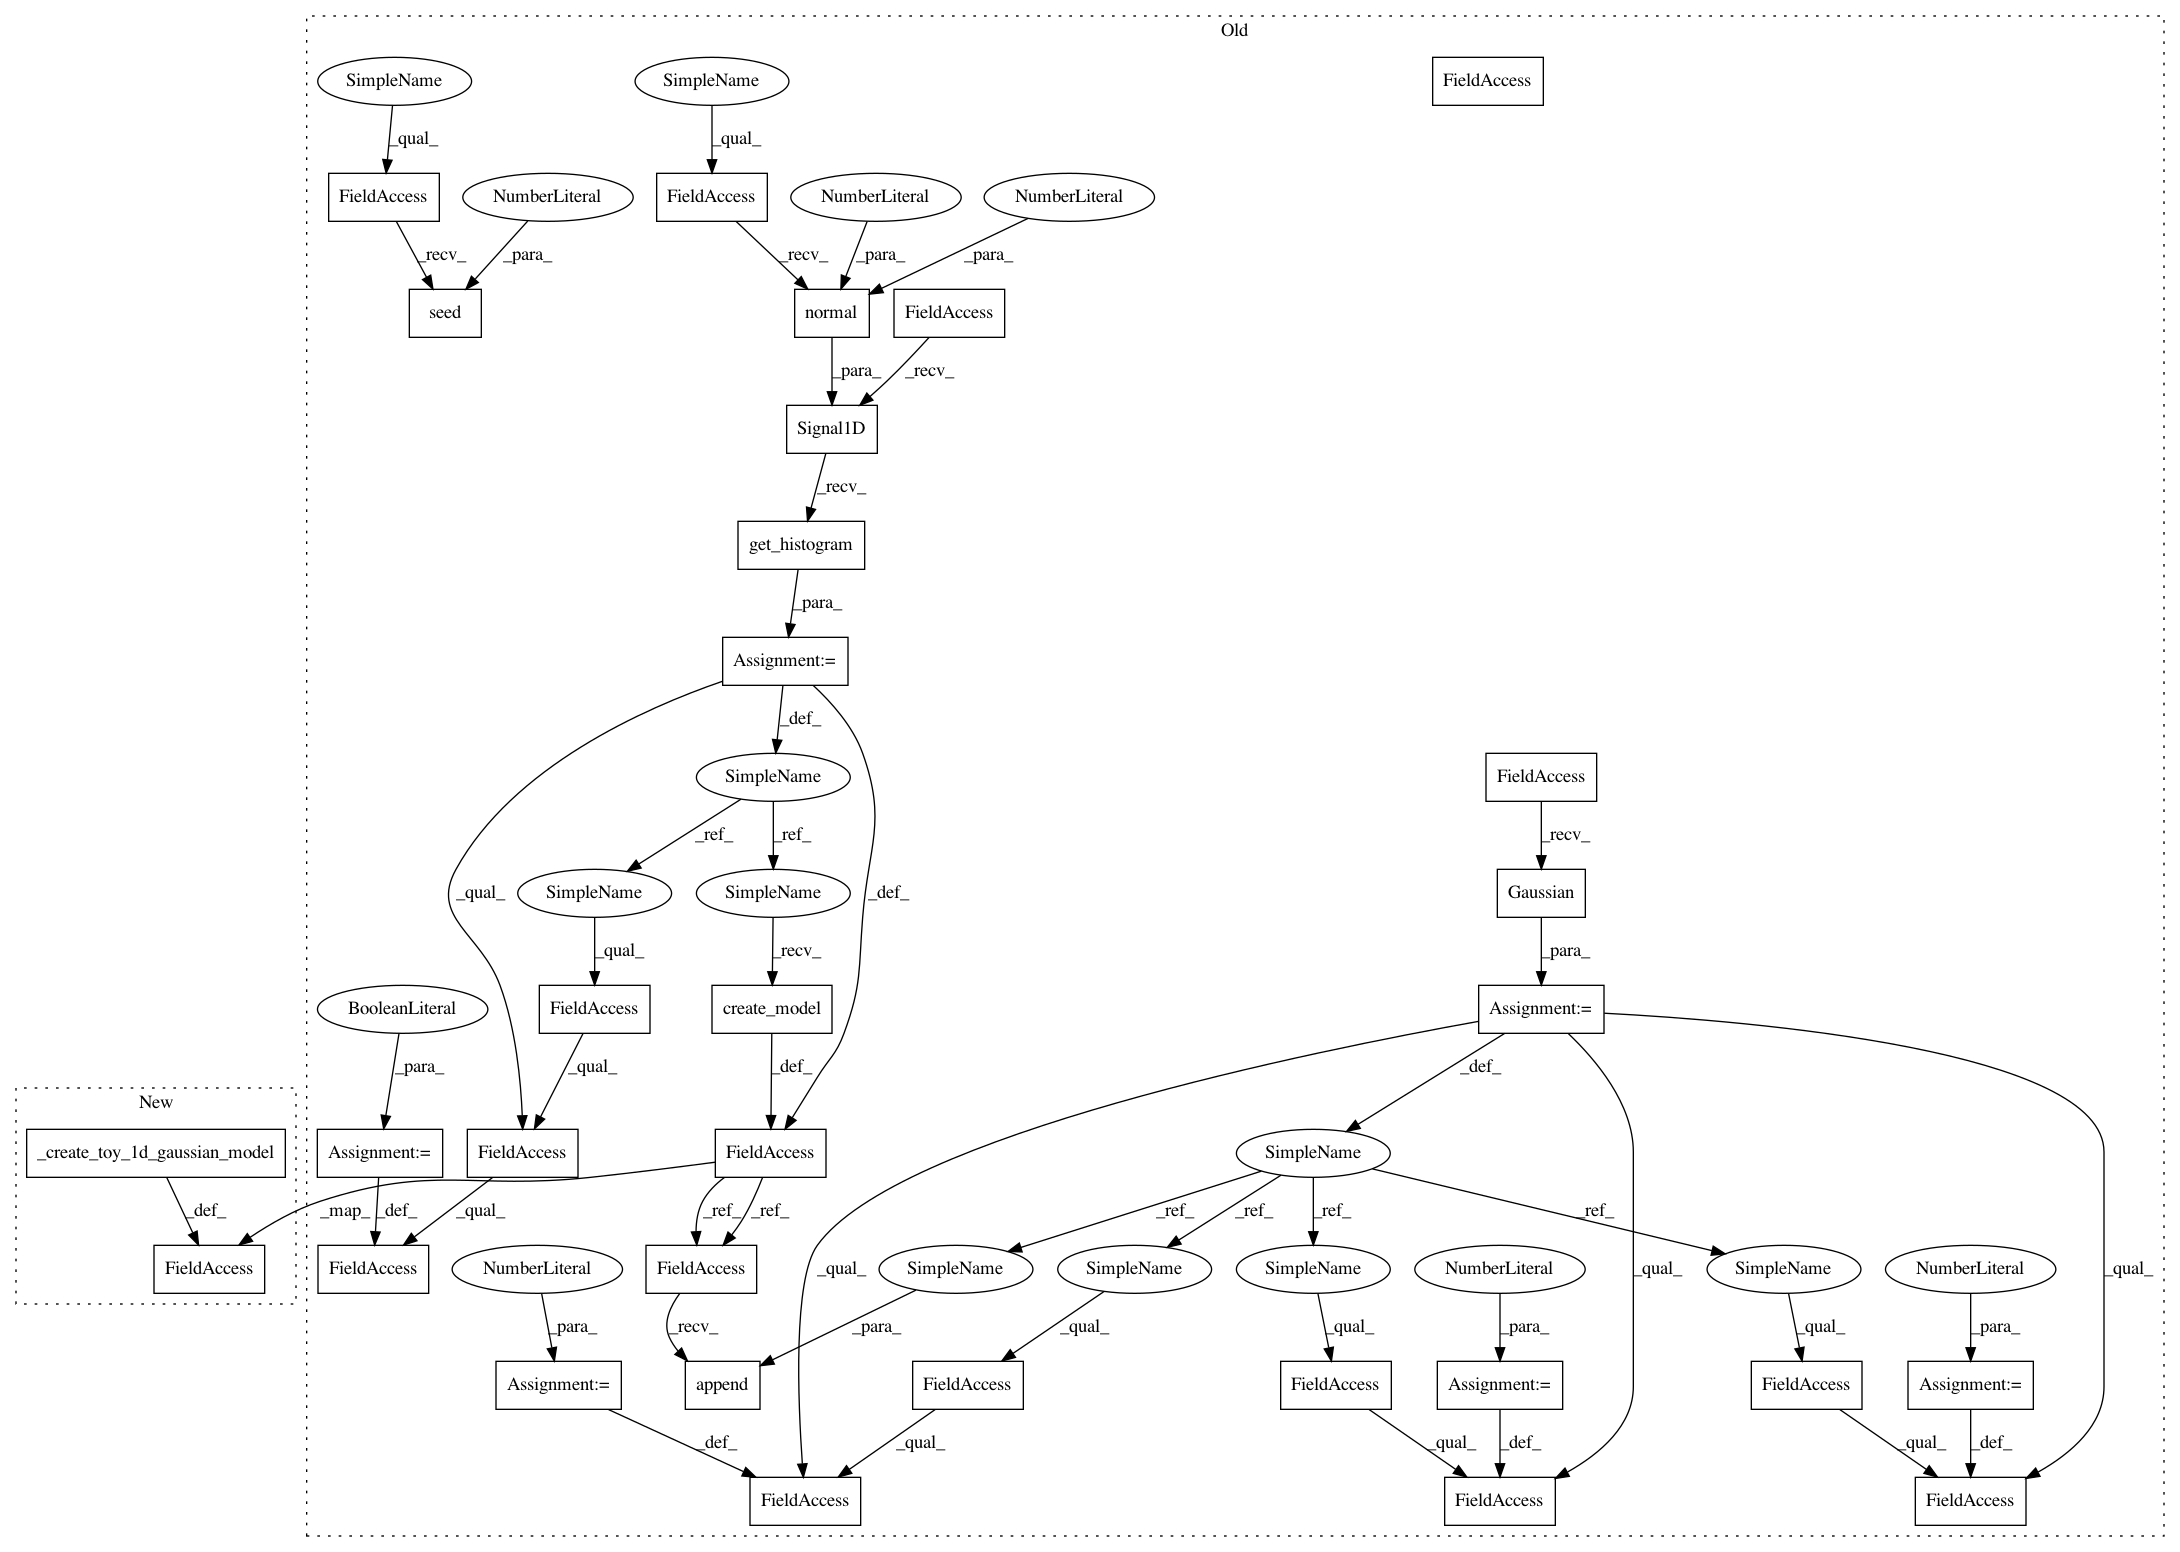 Old
SimpleName
SimpleName
FieldAccess
_qual_
_qual_
FieldAccess
NumberLiteral
FieldAccess
NumberLiteral
NumberLiteral
_recv_
_para_
_recv_
_para_
_para_
seed
normal
FieldAccess
_para_
_recv_
Signal1D
_recv_
get_histogram
_para_
Assignment:=
_def_
SimpleName
FieldAccess
_ref_
_ref_
_recv_
_qual_
SimpleName
SimpleName
_def_
Gaussian
_qual_
_recv_
_para_
BooleanLiteral
FieldAccess
create_model
Assignment:=
_para_
_qual_
_def_
_def_
New
_create_toy_1d_gaussian_model
Assignment:=
FieldAccess
FieldAccess
SimpleName
_def_
_map_
_def_
_qual_
_ref_
_ref_
_ref_
_ref_
_ref_
_ref_
FieldAccess
FieldAccess
NumberLiteral
FieldAccess
_qual_
SimpleName
SimpleName
SimpleName
NumberLiteral
_qual_
SimpleName
NumberLiteral
_qual_
_para_
_recv_
_para_
_qual_
_qual_
_para_
_qual_
_para_
Assignment:=
append
FieldAccess
FieldAccess
Assignment:=
FieldAccess
Assignment:=
_def_
_qual_
_qual_
_def_
_qual_
_def_
FieldAccess
FieldAccess
FieldAccess